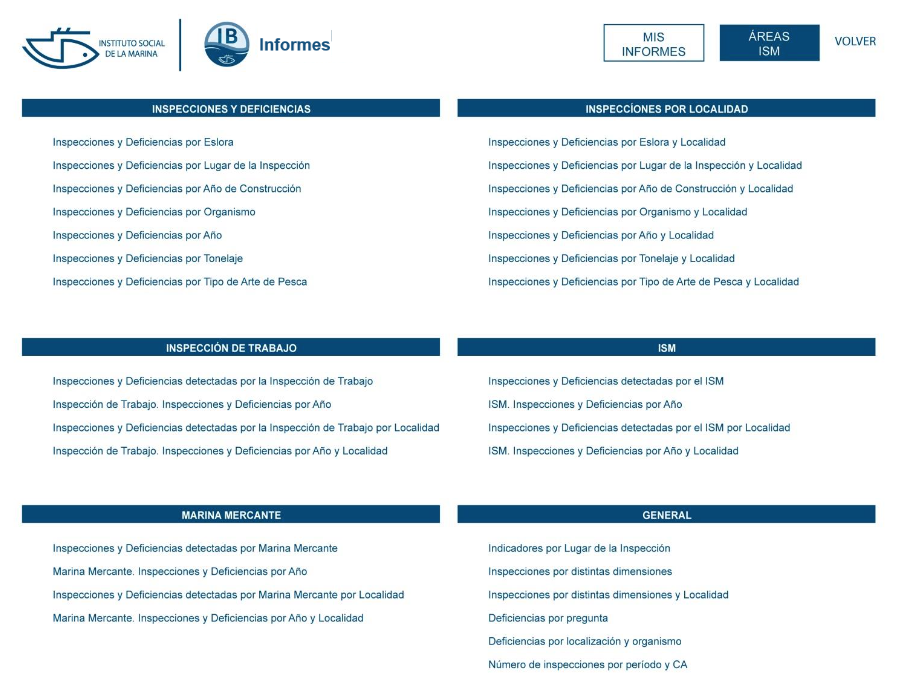 INSTITUTO SOCIAL
DE LA MARINA
IB
Informes
MIS
INFORMES
ÁREAS
ISM
VOLVER
INSPECCIONES Y DEFICIENCIAS
Inspecciones y Deficiencias por Eslora
Inspecciones y Deficiencias por Lugar de la Inspección
Inspecciones y Deficiencias por Año de Construcción
Inspecciones y Deficiencias por Organismo
Inspecciones y Deficiencias por Año
Inspecciones y Deficiencias por Tonelaje
Inspecciones y Deficiencias por Tipo de Arte de Pesca
INSPECCÍONES POR LOCALIDAD
Inspecciones y Deficiencias por Eslora y Localidad
Inspecciones y Deficiencias por Lugar de la Inspección y Localidad
Inspecciones y Deficiencias por Año de Construcción y Localidad
Inspecciones y Deficiencias por Organismo y Localidad
Inspecciones y Deficiencias por Año y Localidad
Inspecciones y Deficiencias por Tonelaje y Localidad
Inspecciones y Deficiencias por Tipo de Arte de Pesca y Localidad
INSPECCIÓN DE TRABAJO
Inspecciones y Deficiencias detectadas por la Inspección de Trabajo
Inspección de Trabajo. Inspecciones y Deficiencias por Año
Inspecciones y Deficiencias detectadas por la Inspección de Trabajo por Localidad
Inspección de Trabajo. Inspecciones y Deficiencias por Año y Localidad
ISM
Inspecciones y Deficiencias detectadas por el ISM
ISM. Inspecciones y Deficiencias por Año
Inspecciones y Deficiencias detectadas por el ISM por Localidad
ISM. Inspecciones y Deficiencias por Año y Localidad
MARINA MERCANTE
Inspecciones y Deficiencias detectadas por Marina Mercante
Marina Mercante. Inspecciones y Deficiencias por Año
Inspecciones y Deficiencias detectadas por Marina Mercante por Localidad
Marina Mercante. Inspecciones y Deficiencias por Año y Localidad
GENERAL
Indicadores por Lugar de la Inspección
Inspecciones por distintas dimensiones
Inspecciones por distintas dimensiones y Localidad
Deficiencias por pregunta
Deficiencias por localización y organismo
Número de inspecciones por período y CA